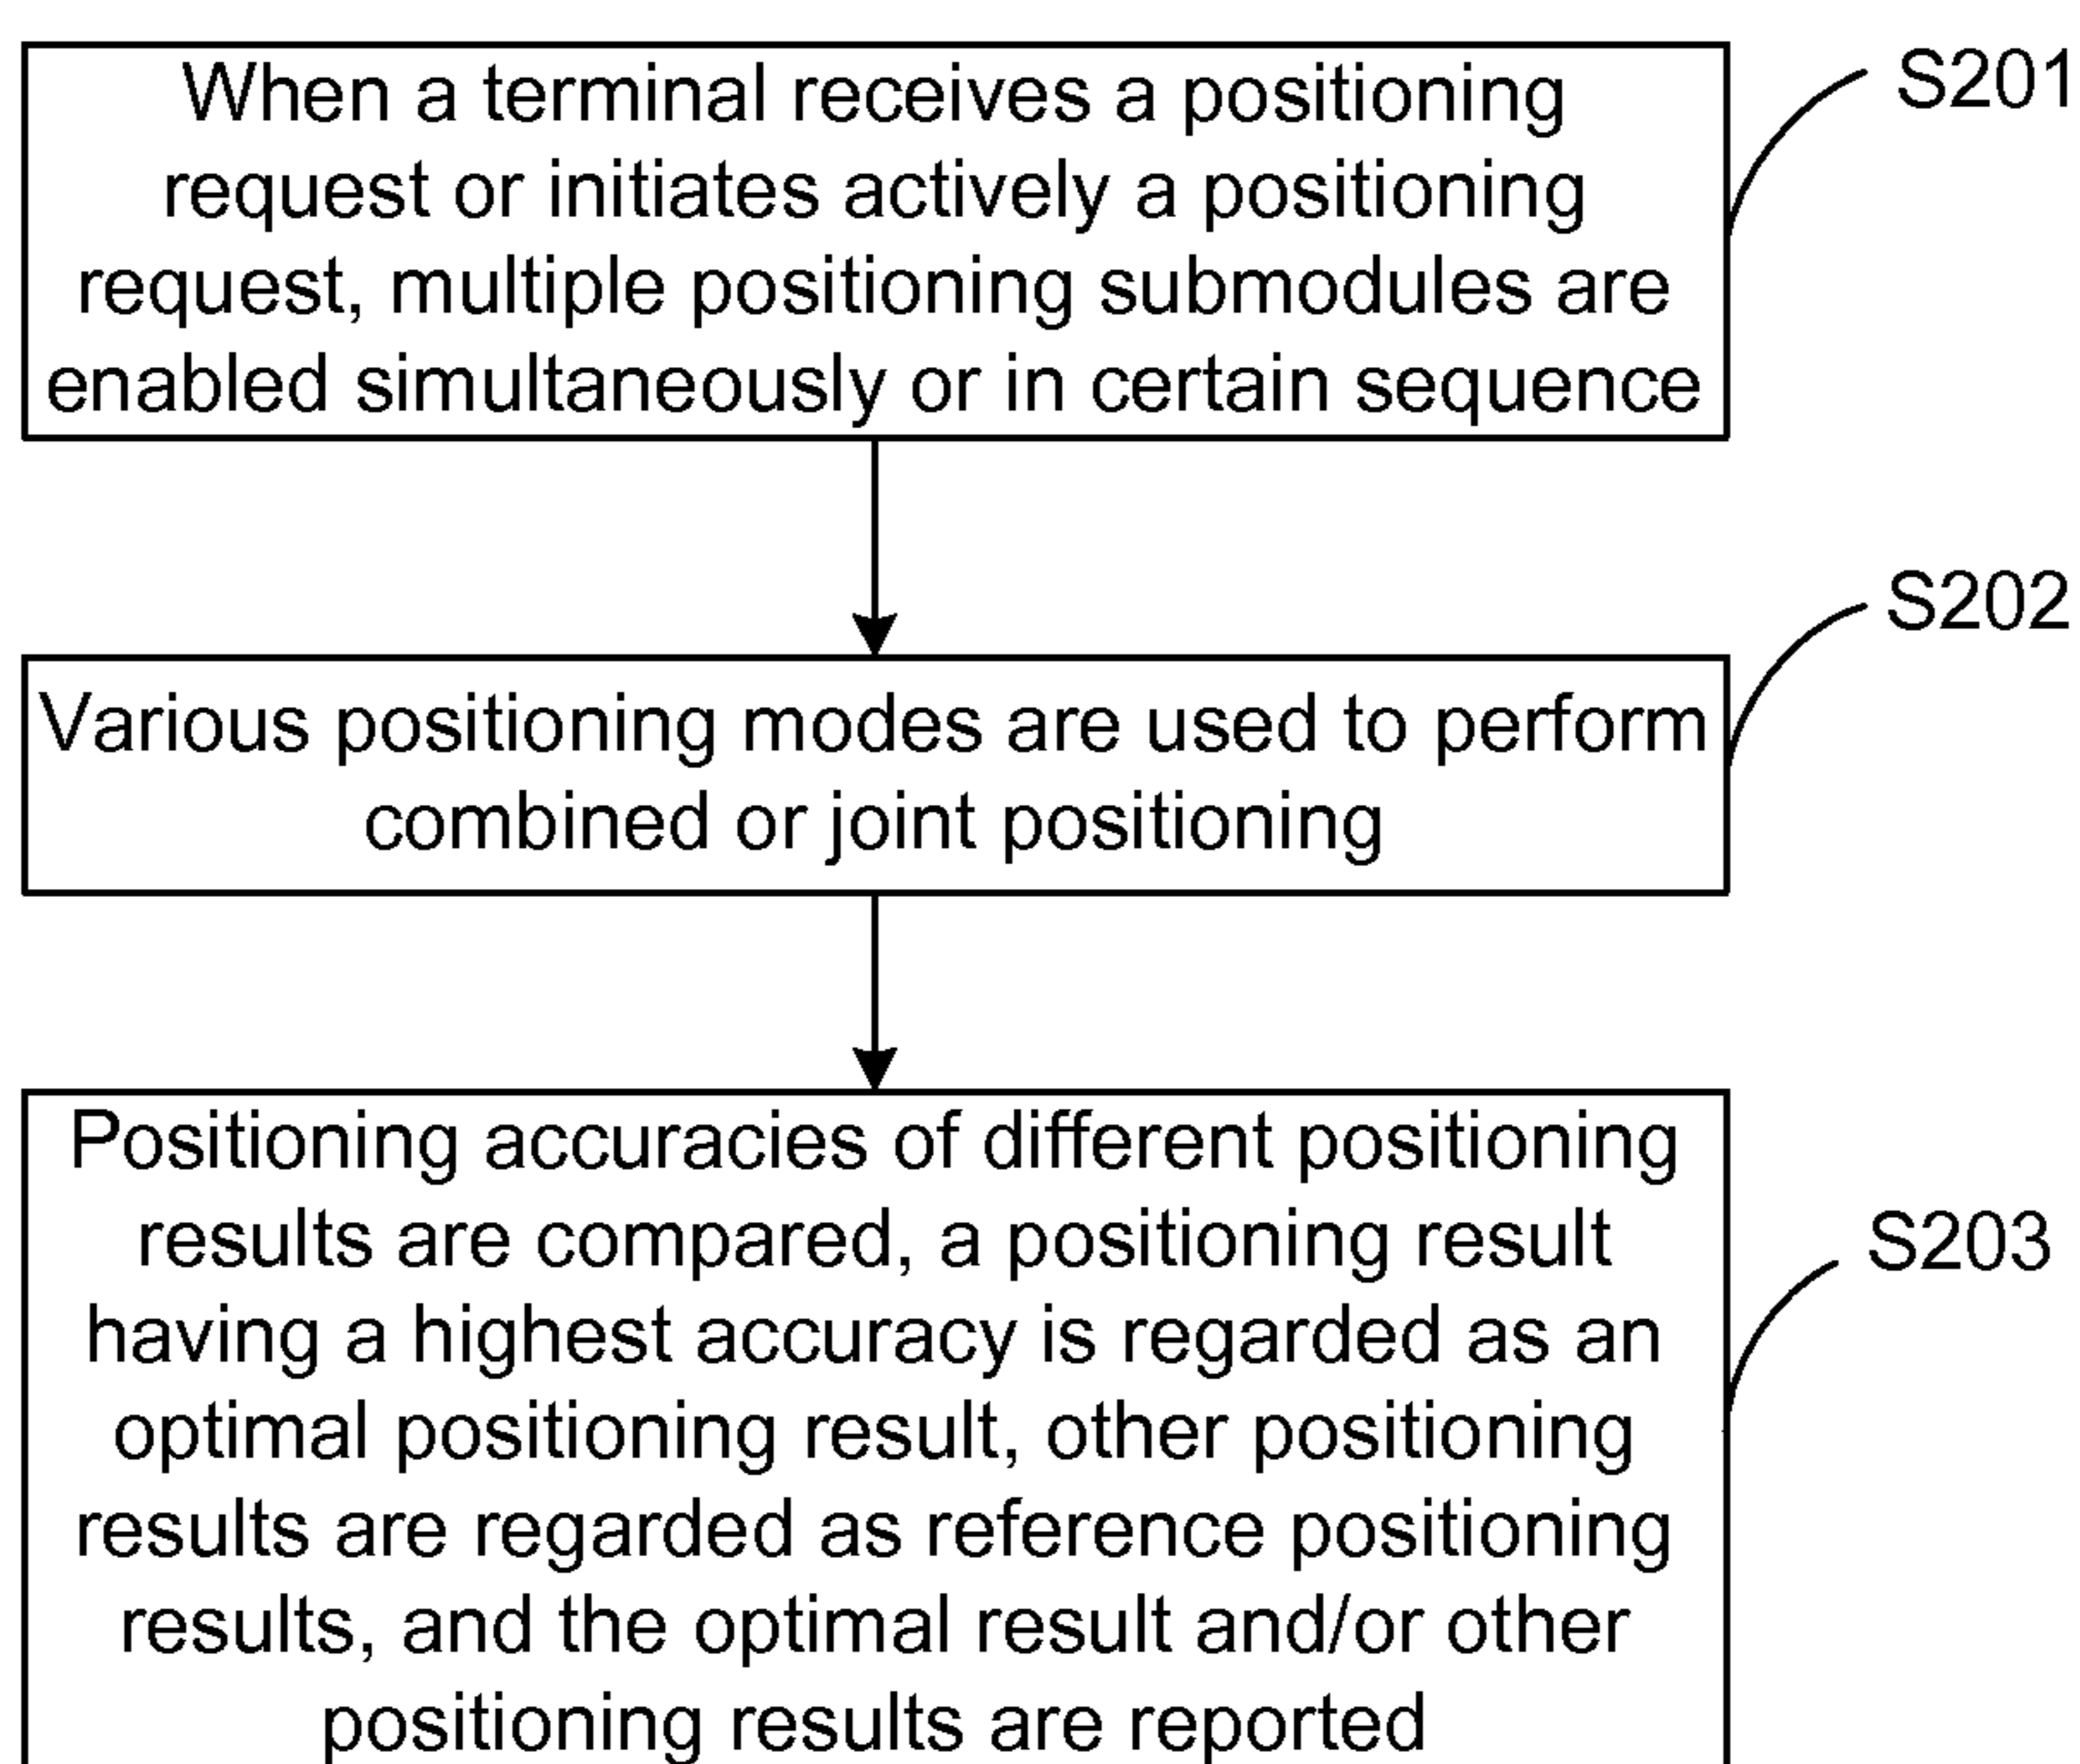 When a terminal receives a positioning
request or initiates actively a positioning
request, multiple positioning submodules are
enabled simultaneously or in certain sequence
S201
Various positioning modes are used to perform
combined or joint positioning
S202
Positioning accuracies of different positioning
results are compared, a positioning result
having a highest accuracy is regarded as an
optimal positioning result, other positioning
results are regarded as reference positioning
results, and the optimal result and/or other
positioning results are reported
S203